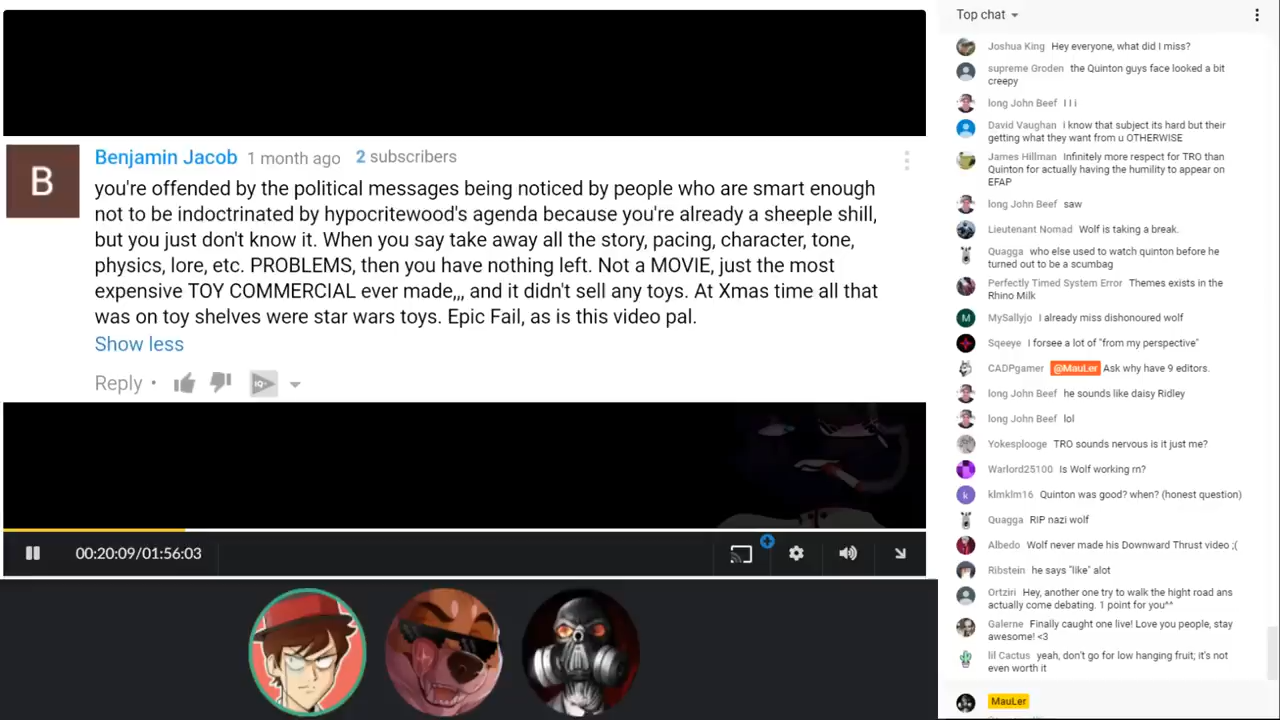 B
Benjamin Jacob 1 month ago 2 subscribers
you're offended by the political messages being noticed by people who are smart enough
not to be indoctrinated by hypocritewood's agenda because you're already a sheeple shill,
but you just don't know it. When you say take away all the story, pacing, character, tone,
physics, lore, etc. PROBLEMS, then you have nothing left. Not a MOVIE, just the most
expensive TOY COMMERCIAL ever made,,, and it didn't sell any toys. At Xmas time all that
was on toy shelves were star wars toys. Epic Fail, as is this video pal.
Show less
Reply •
00:20:09/01:56:03
Top chat
Joshua King Hey everyone, what did I miss?
supreme Groden the Quinton guys face looked a bit
creepy
long John Beef I I i
David Vaughan i know that subject its hard but their
getting what they want from u OTHERWISE
James Hillman Infinitely more respect for TRO than
Quinton for actually having the humility to appear on
EFAP
long John Beef saw
Lieutenant Nomad Wolf is taking a break.
Quagga who else used to watch quinton before he
turned out to be a scumbag
Perfectly Timed System Error Themes exists in the
Rhino Milk
M
MySallyjo I already miss dishonoured wolf
Sqeeye I forsee a lot of "from my perspective"
CADPgamer @MauLer Ask why have 9 editors.
long John Beef he sounds like daisy Ridley
long John Beef lol
Yokesplooge TRO sounds nervous is it just me?
Warlord25100 Is Wolf working rn?
k
klmklm16 Quinton was good? when? (honest question)
Quagga RIP nazi wolf
Albedo Wolf never made his Downward Thrust video ;(
Ribstein he says "like" alot
Ortziri Hey, another one try to walk the hight road ans
actually come debating. 1 point for you^^
Galerne Finally caught one live! Love you people, stay
awesome! <3
lil Cactus yeah, don't go for low hanging fruit; it's not
even worth it
MauLer